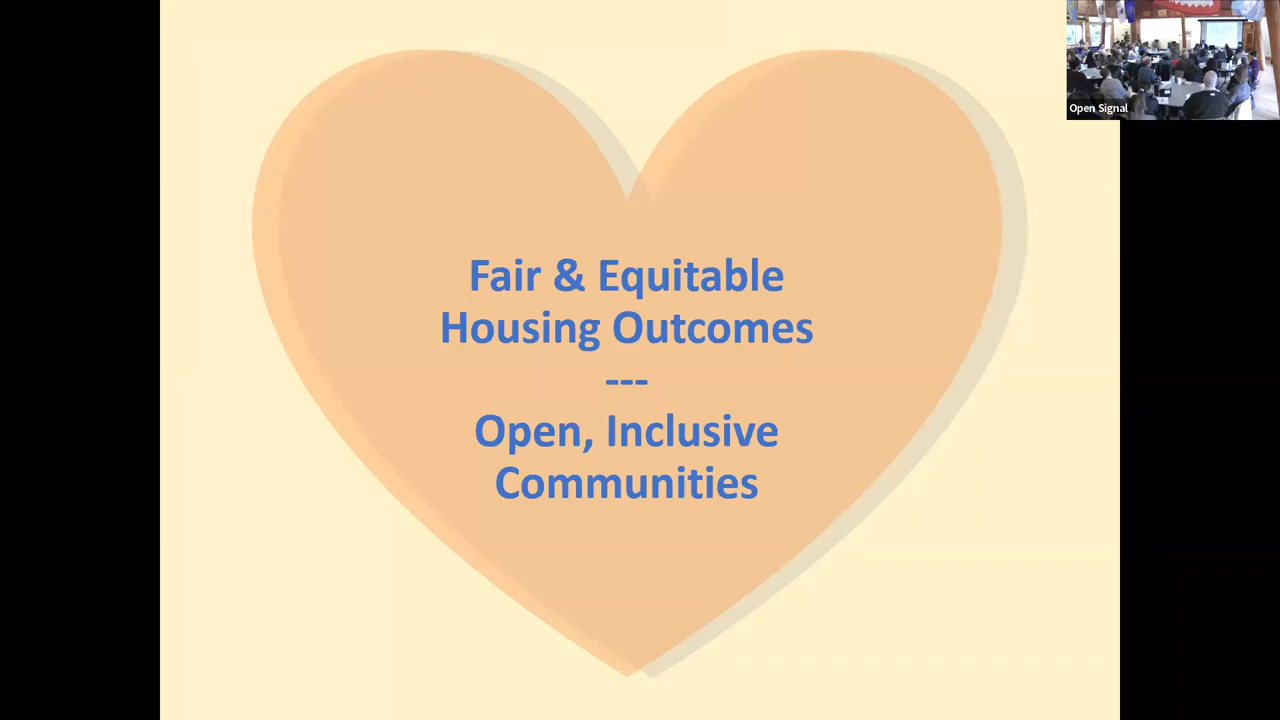 Open Signal
Fair & Equitable
Housing Outcomes
---
Open, Inclusive
Communities